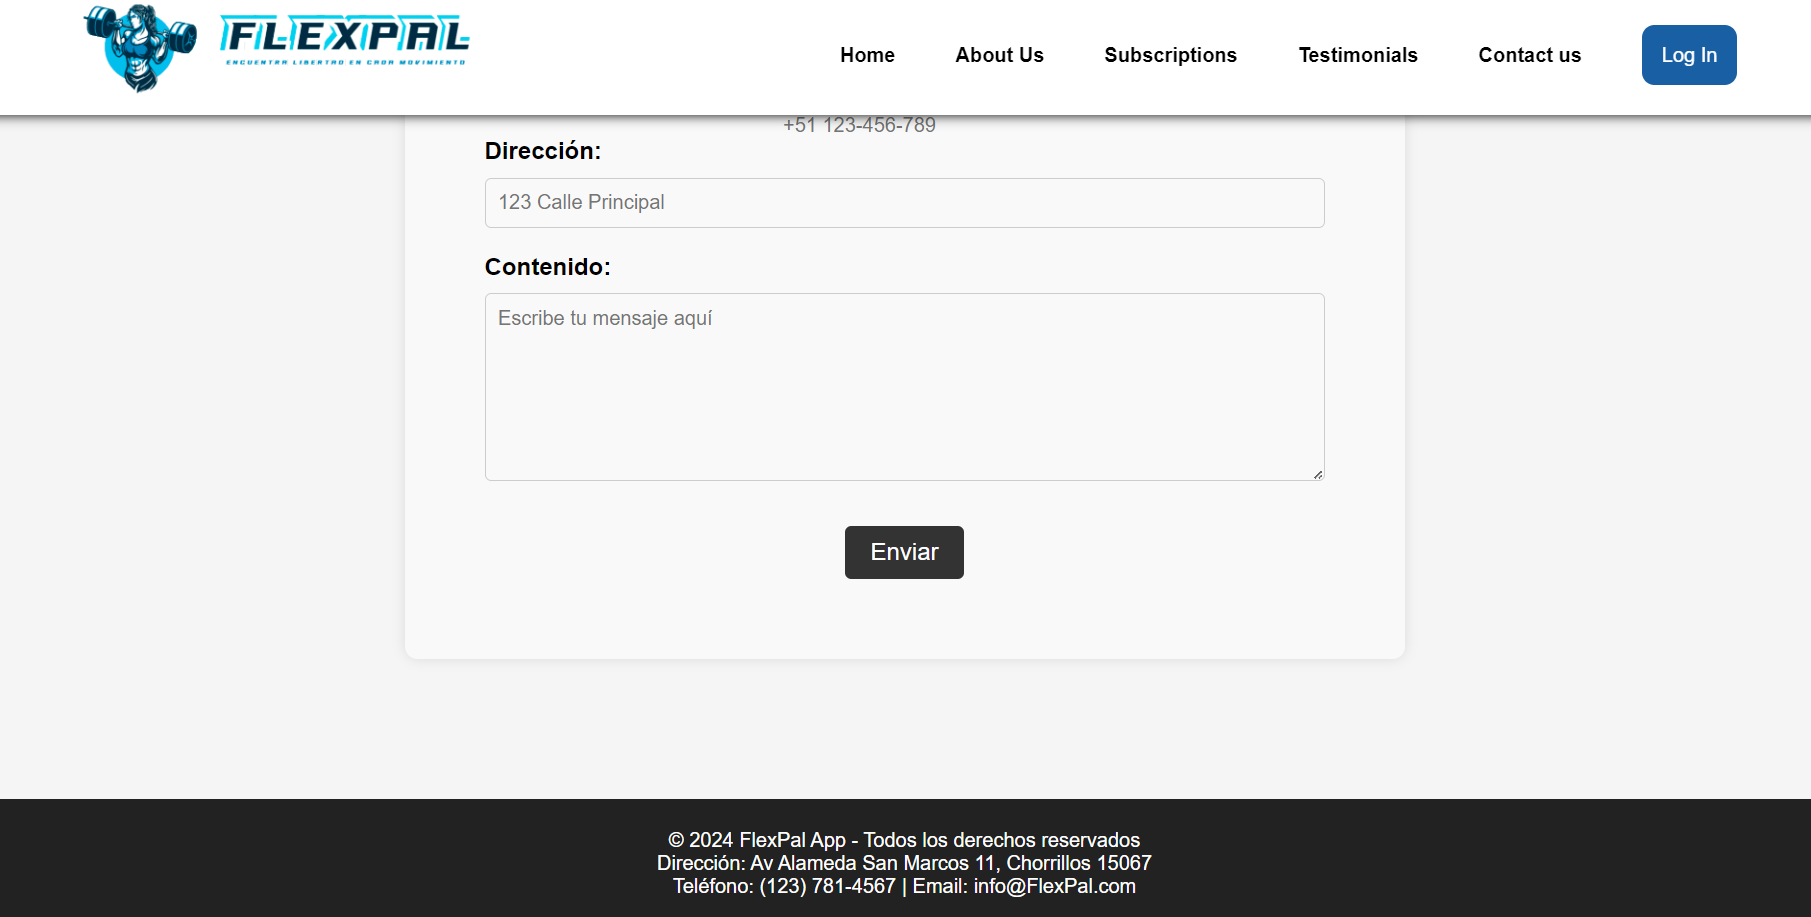 FLEXPAL
ENCUENTRA LIBERTAD EN CADA MOVIMIENTO
Home About Us Subscriptions Testimonials Contact us Log In
+51 123-456-789
Dirección:
123 Calle Principal
Contenido:
Escribe tu mensaje aquí
Enviar
© 2024 FlexPal App - Todos los derechos reservados
Dirección: Av Alameda San Marcos 11, Chorrillos 15067
Teléfono: (123) 781-4567 | Email: info@FlexPal.com